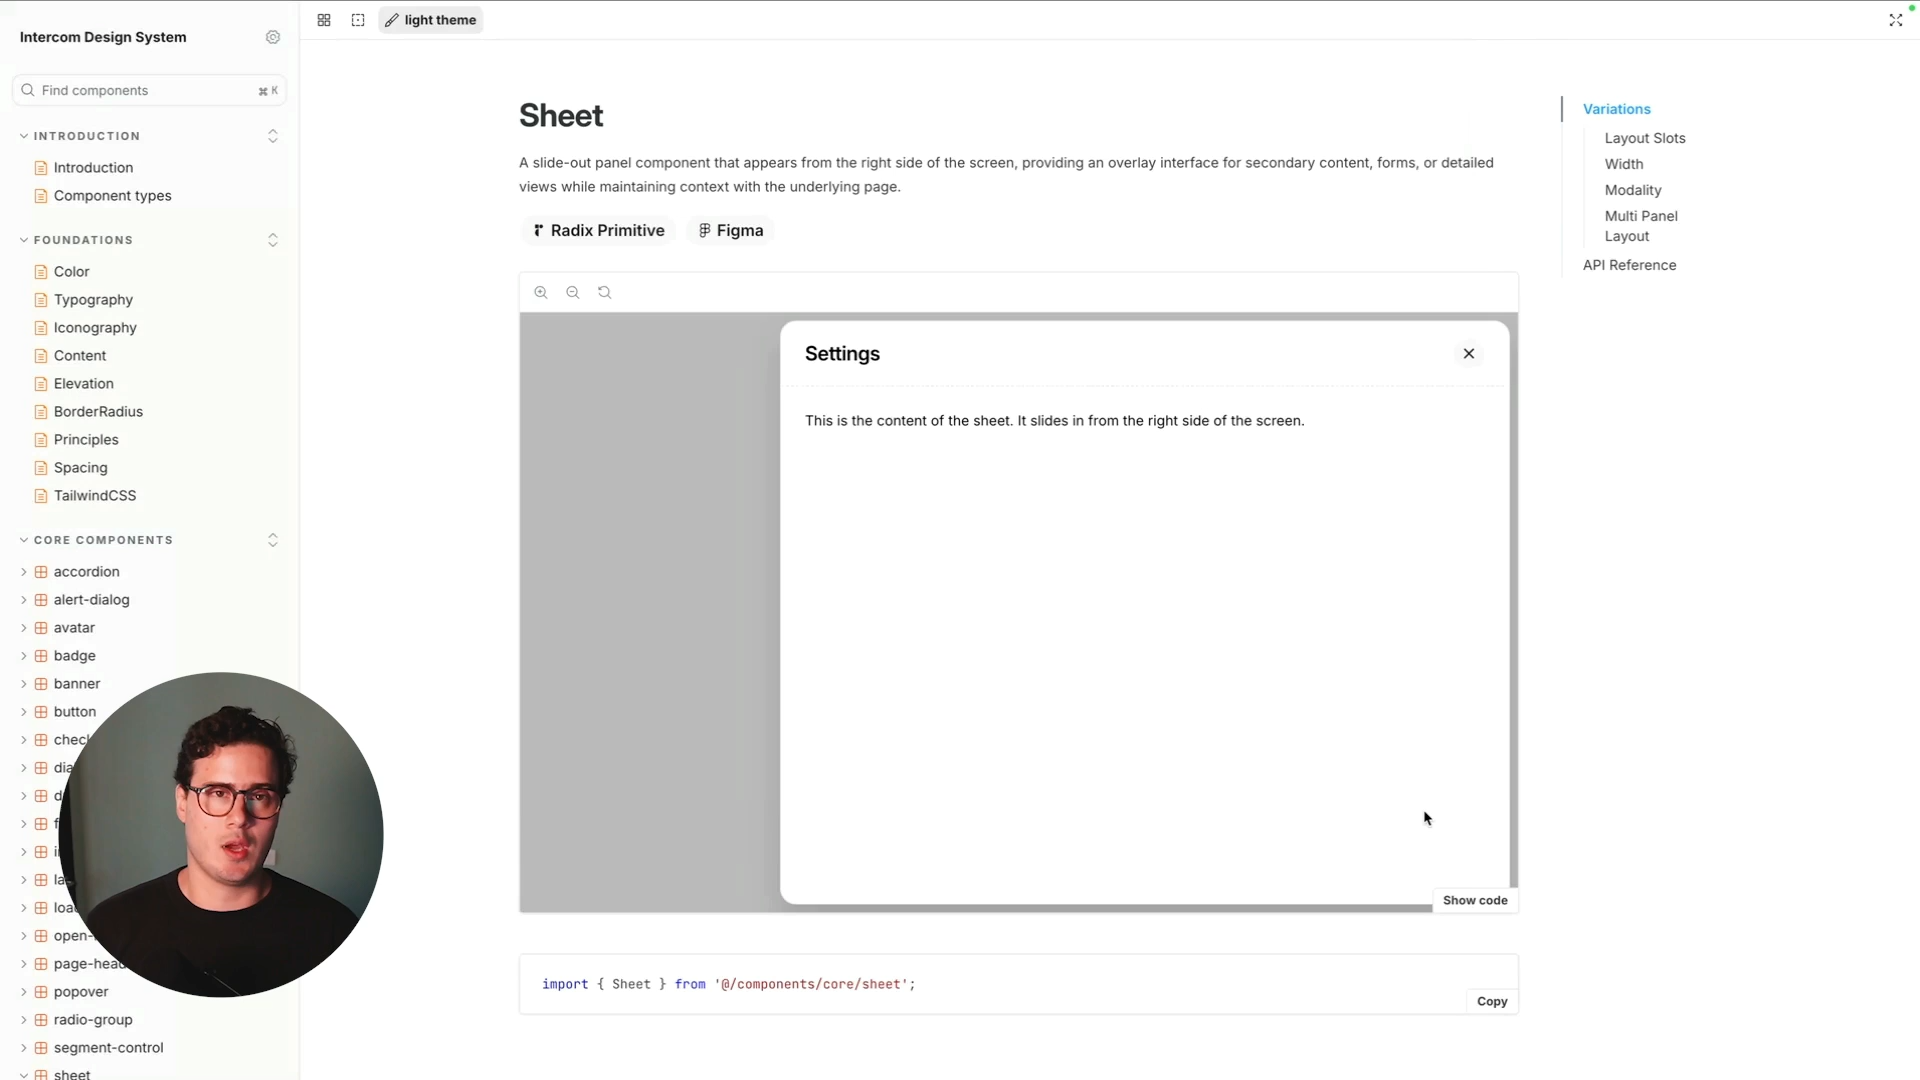 Intercom Design System
Find components
⌘ K
INTRODUCTION
Introduction
Component types
FOUNDATIONS
Color
Typography
Iconography
Content
Elevation
BorderRadius
Principles
Spacing
TailwindCSS
CORE COMPONENTS
accordion
alert-dialog
avatar
badge
banner
button
open-
popover
radio-group
segment-control
sheet
light theme
Sheet
A slide-out panel component that appears from the right side of the screen, providing an overlay interface for secondary content, forms, or detailed
views while maintaining context with the underlying page.
Radix Primitive
Figma
Settings
This is the content of the sheet. It slides in from the right side of the screen.
Show code
import { Sheet } from '@/components/core/sheet';
Copy
Variations
Layout Slots
Width
Modality
Multi Panel
Layout
API Reference